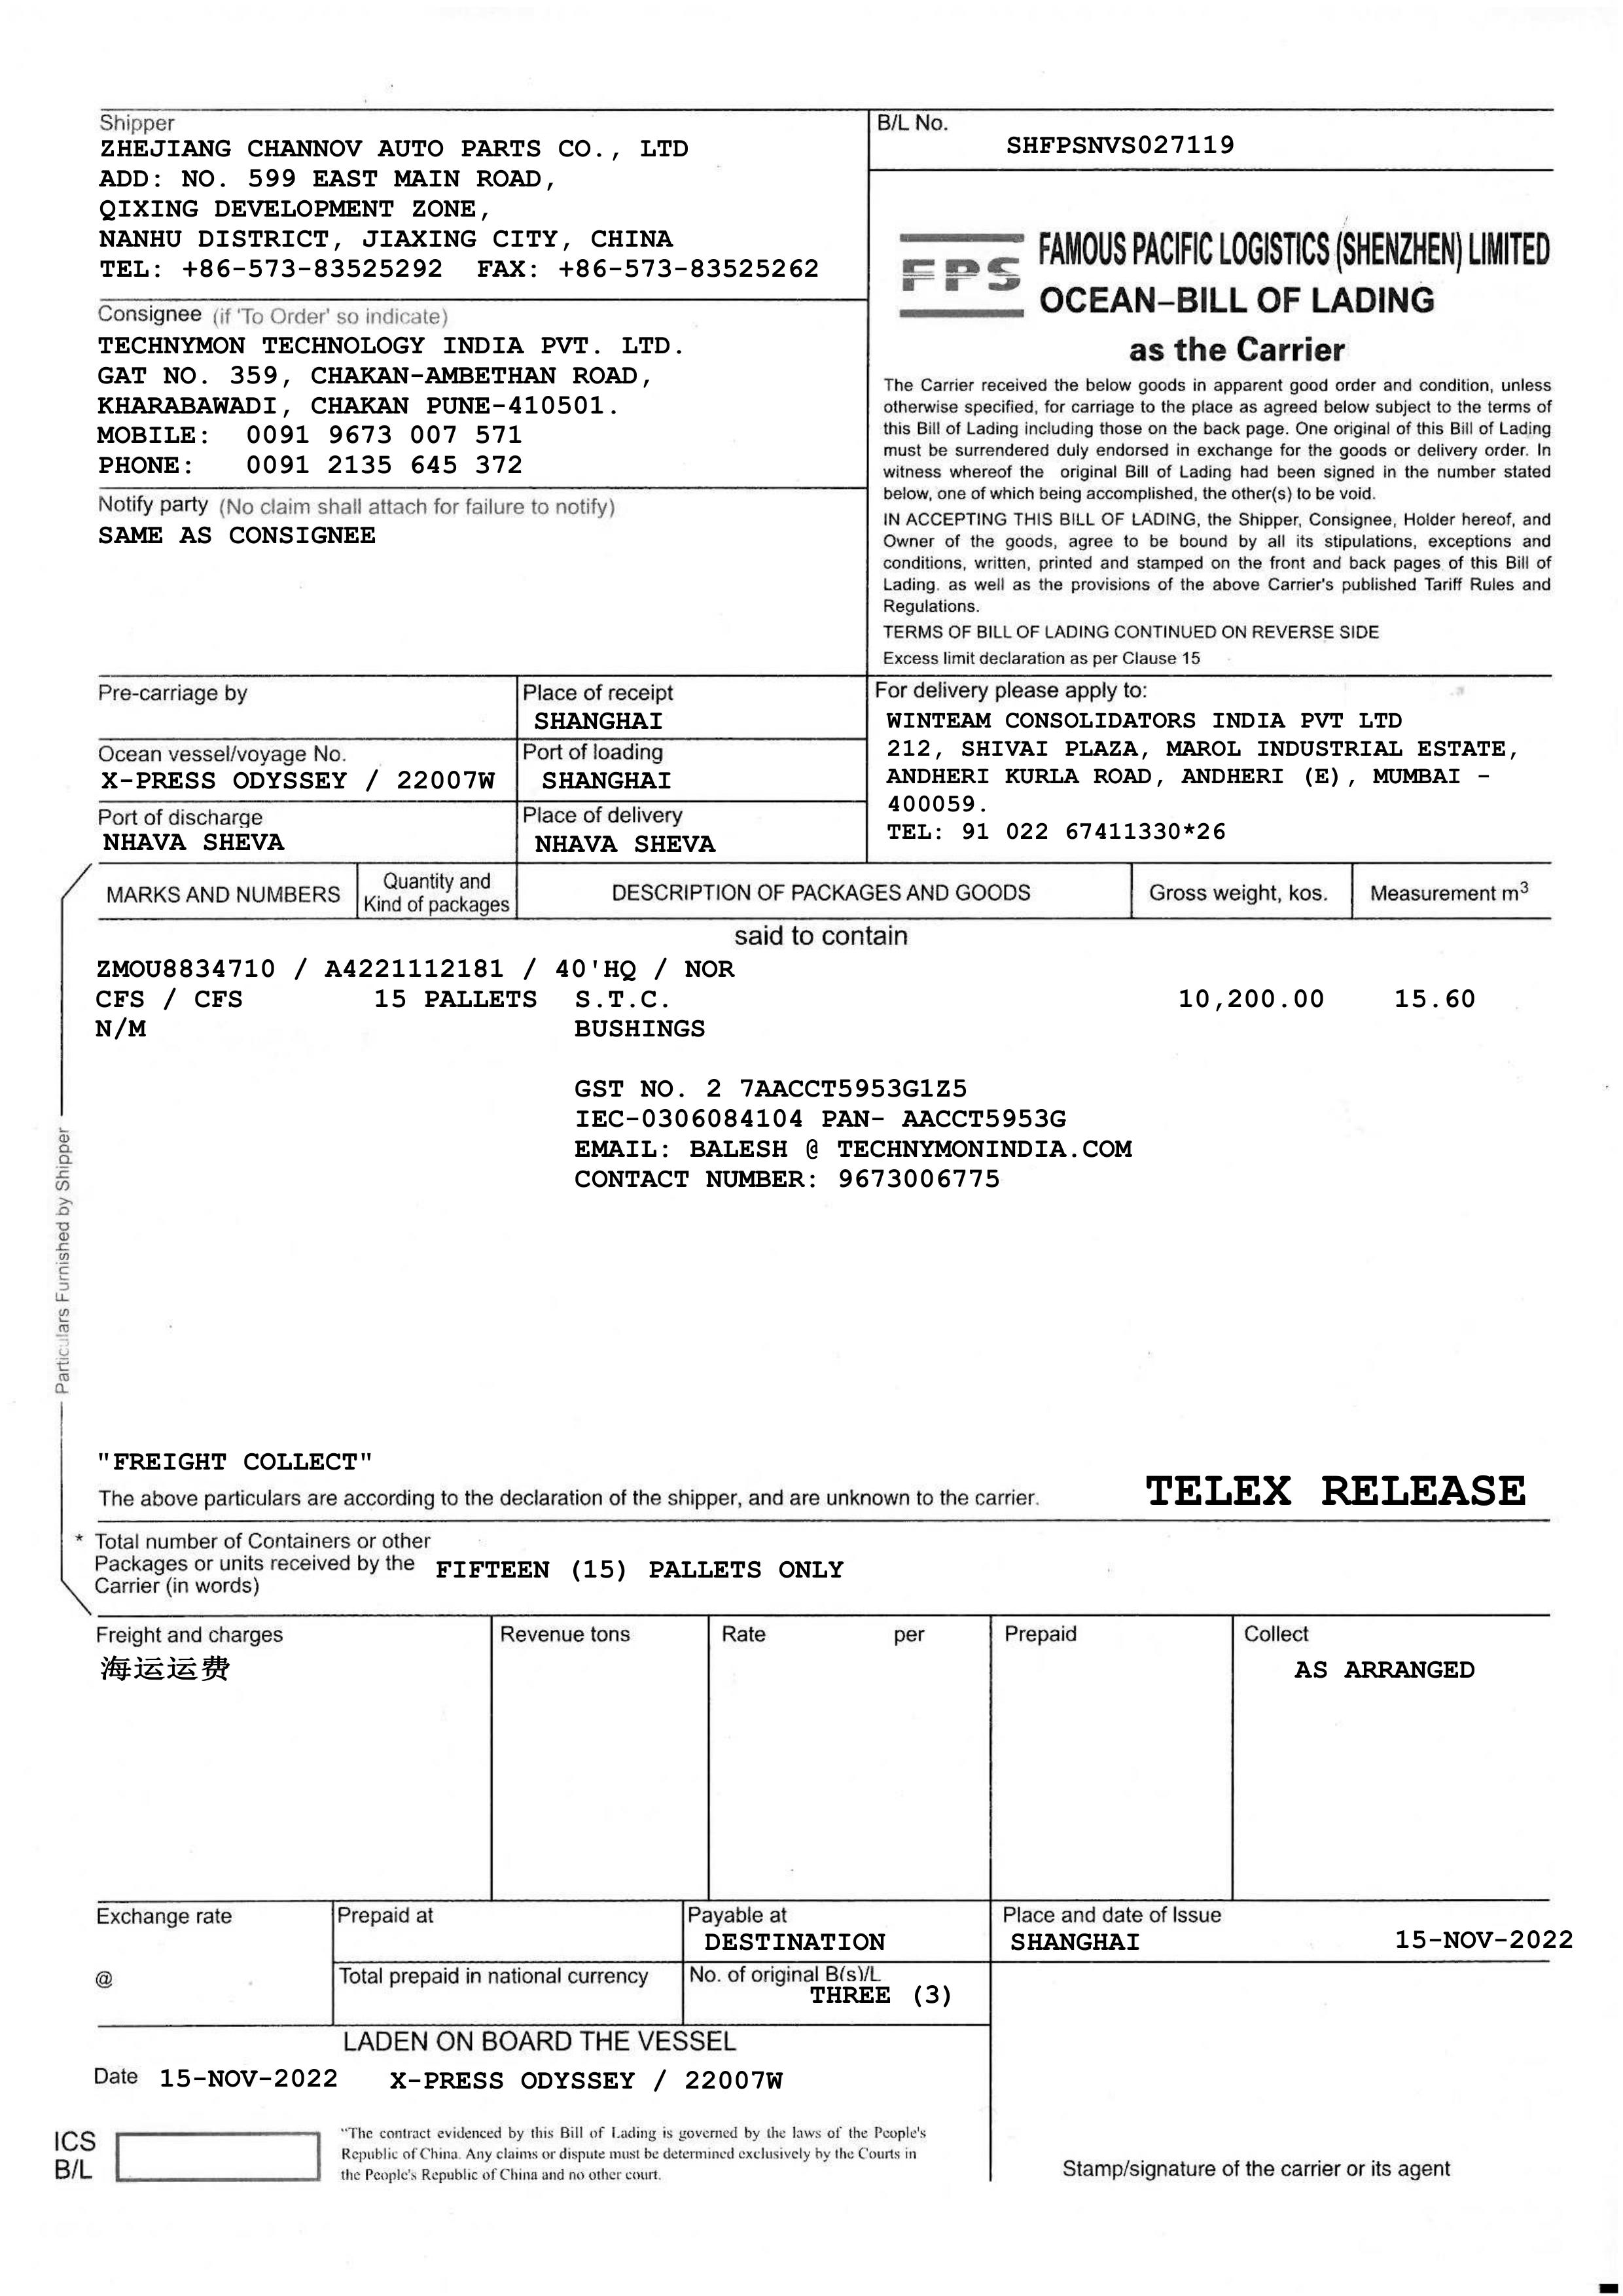 Shipper
ZHEJIANG CHANNOV AUTO PARTS CO., LTD
ADD: NO. 599 EAST MAIN ROAD,
QIXING DEVELOPMENT ZONE,
NANHU DISTRICT, JIAXING CITY, CHINA
TEL: +86-573-83525292 FAX: +86-573-83525262
B/L No.
SHFPSNVS027119
FPS
FAMOUS PACIFIC LOGISTICS (SHENZHEN) LIMITED
OCEAN-BILL OF LADING
as the Carrier
The Carrier received the below goods in apparent good order and condition, unless
otherwise specified, for carriage to the place as agreed below subject to the terms of
this Bill of Lading including those on the back page. One original of this Bill of Lading
must be surrendered duly endorsed in exchange for the goods or delivery order. In
witness whereof the original Bill of Lading had been signed in the number stated
below, one of which being accomplished, the other(s) to be void.
IN ACCEPTING THIS BILL OF LADING, the Shipper, Consignee, Holder hereof, and
Owner of the goods, agree to be bound by all its stipulations, exceptions and
conditions, written, printed and stamped on the front and back pages of this Bill of
Lading. as well as the provisions of the above Carrier's published Tariff Rules and
Regulations.
TERMS OF BILL OF LADING CONTINUED ON REVERSE SIDE
Excess limit declaration as per Clause 15
Consignee (if 'To Order' so indicate)
TECHNYMON TECHNOLOGY INDIA PVT. LTD.
GAT NO. 359, CHAKAN-AMBETHAN ROAD,
KHARABAWADI, CHAKAN PUNE-410501.
MOBILE: 0091 9673 007 571
PHONE: 0091 2135 645 372
Notify party (No claim shall attach for failure to notify)
SAME AS CONSIGNEE
Pre-carriage by
Place of receipt
SHANGHAI
Ocean vessel/voyage No.
X-PRESS ODYSSEY / 22007W
Port of loading
SHANGHAI
Port of discharge
NHAVA SHEVA
Place of delivery
NHAVA SHEVA
For delivery please apply to:
WINTEAM CONSOLIDATORS INDIA PVT LTD
212, SHIVAI PLAZA, MAROL INDUSTRIAL ESTATE,
ANDHERI KURLA ROAD, ANDHERI (E), MUMBAI -
400059.
TEL: 91 022 67411330*26
MARKS AND NUMBERS
Quantity and
Kind of packages
DESCRIPTION OF PACKAGES AND GOODS
Gross weight, kos.
Measurement m³
said to contain
ZMOU8834710 / A4221112181 / 40'HQ / NOR
CFS / CFS 15 PALLETS S.T.C. 10,200.00 15.60
N/M BUSHINGS
GST NO. 2 7AACCT5953G1Z5
IEC-0306084104 PAN- AACCT5953G
EMAIL: BALESH @ TECHNYMONINDIA.COM
CONTACT NUMBER: 9673006775
Particulars Furnished by Shipper
"FREIGHT COLLECT"
The above particulars are according to the declaration of the shipper, and are unknown to the carrier.
TELEX RELEASE
* Total number of Containers or other
Packages or units received by the
Carrier (in words)
FIFTEEN (15) PALLETS ONLY
Freight and charges
海运运费
Revenue tons
Rate per
Prepaid
Collect
AS ARRANGED
Exchange rate
@
Prepaid at
Payable at
DESTINATION
Place and date of Issue
SHANGHAI 15-NOV-2022
Total prepaid in national currency
No. of original B(s)/L
THREE (3)
LADEN ON BOARD THE VESSEL
Date 15-NOV-2022 X-PRESS ODYSSEY / 22007W
ICS
B/L
"The contract evidenced by this Bill of Lading is governed by the laws of the People's
Republic of China. Any claims or dispute must be determined exclusively by the Courts in
the People's Republic of China and no other court.
Stamp/signature of the carrier or its agent